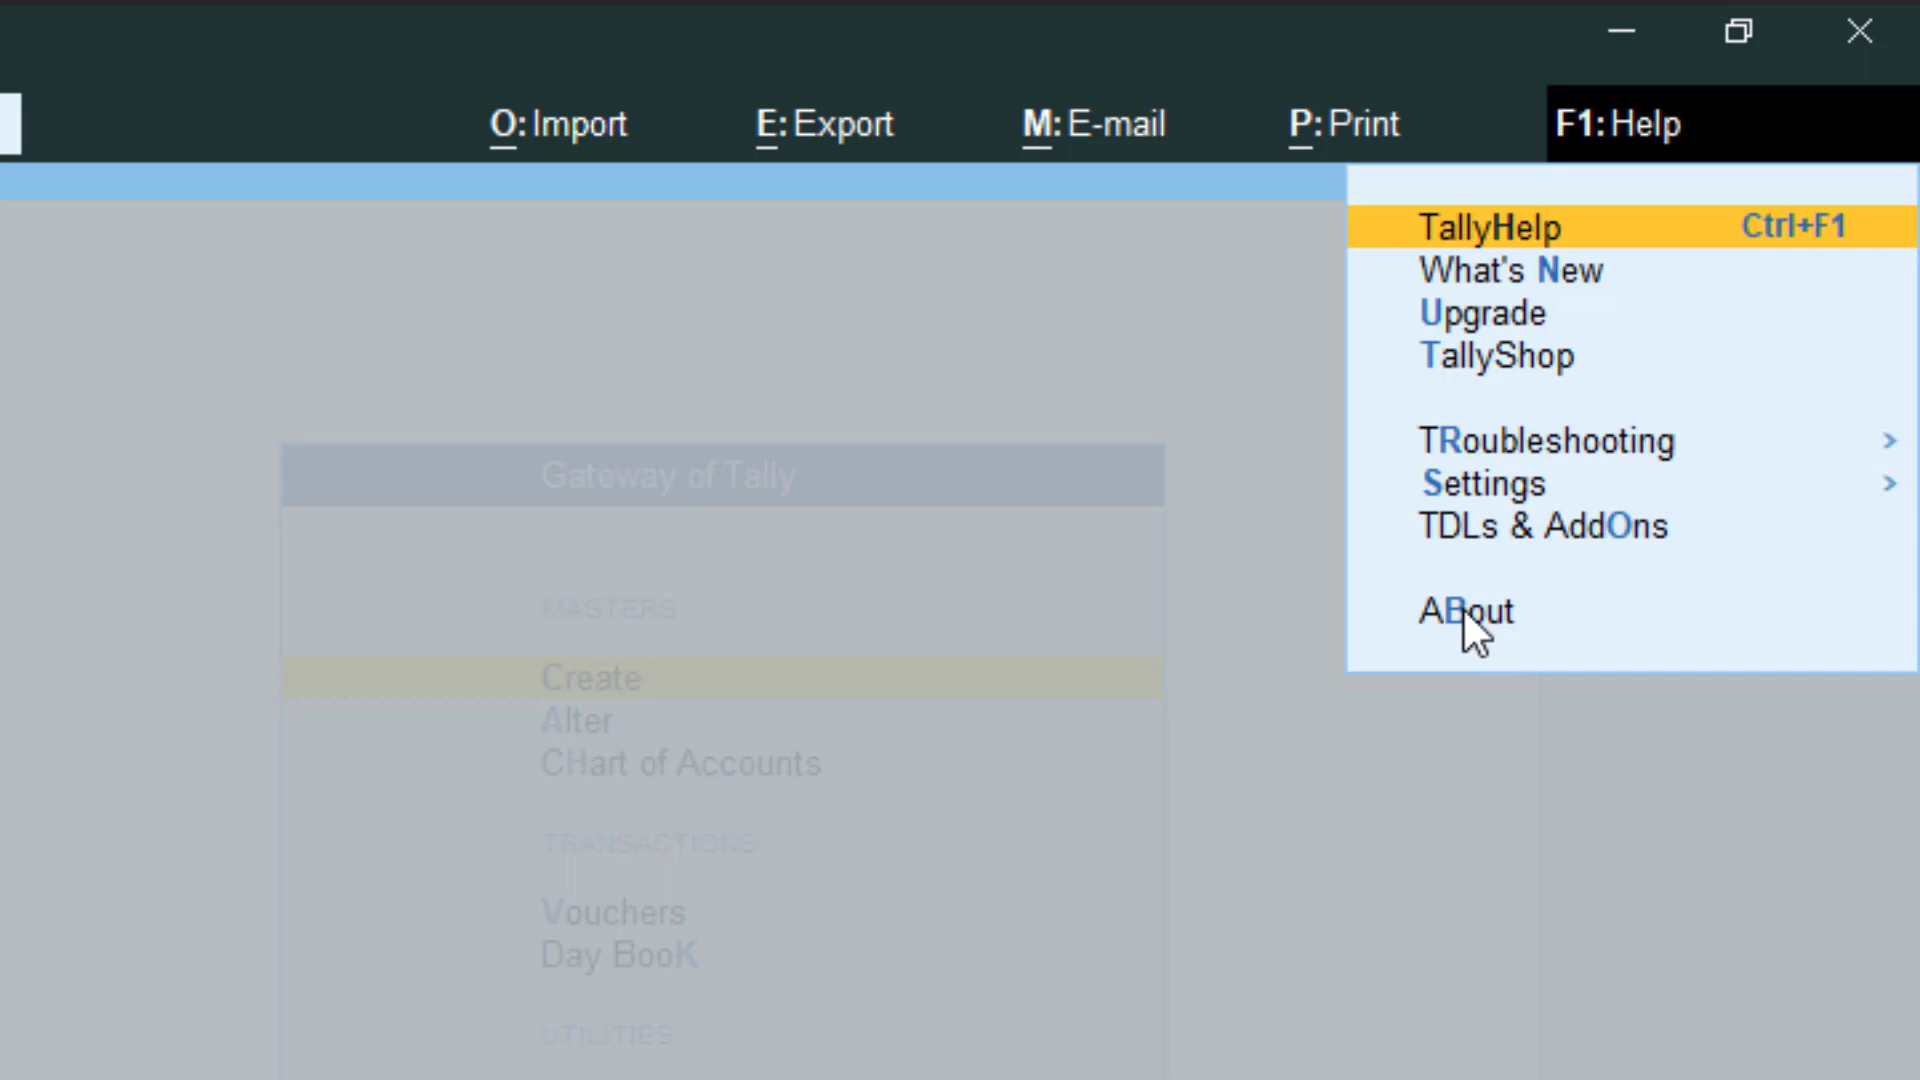 O: Import E: Export M: E-mail P: Print F1: Help
TallyHelp Ctrl+F1
What's New
Upgrade
TallyShop
TRoubleshooting >
Settings >
TDLs & AddOns
ABout
Gateway of Tally
MASTERS
Create
Alter
CHart of Accounts
TRANSACTIONS
Vouchers
Day BooK
UTILITIES